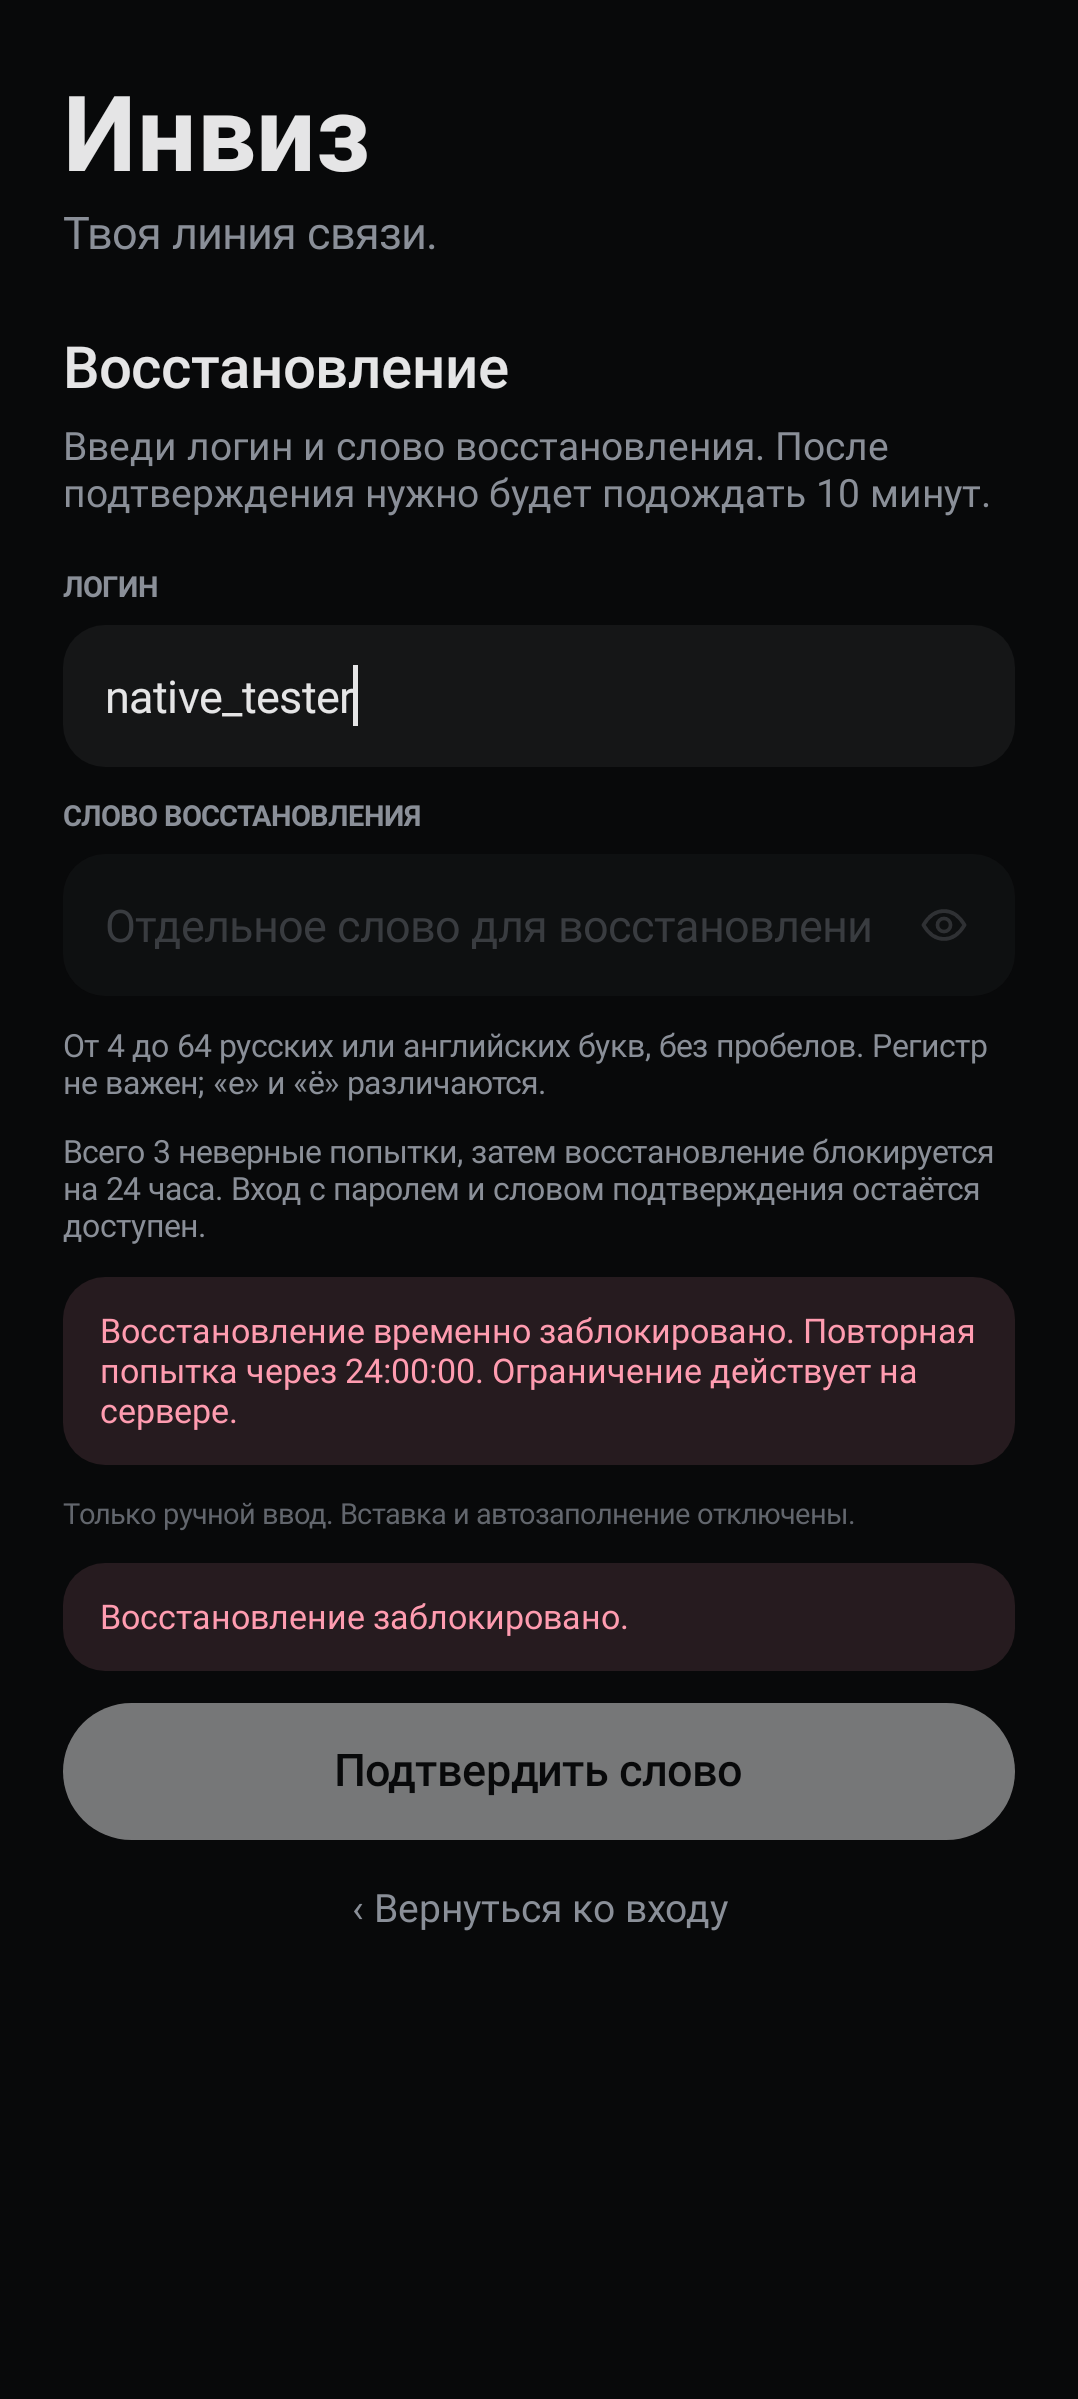 Инвиз
Твоя линия связи.
Восстановление
Введи логин и слово восстановления. После
подтверждения нужно будет подождать 10 минут.
ЛОГИН
native_tester
СЛОВО ВОССТАНОВЛЕНИЯ
Отдельное слово для восстановлени
От 4 до 64 русских или английских букв, без пробелов. Регистр
не важен; «е» и «ё» различаются.
Всего 3 неверные попытки, затем восстановление блокируется
на 24 часа. Вход с паролем и словом подтверждения остаётся
доступен.
Восстановление временно заблокировано. Повторная
попытка через 24:00:00. Ограничение действует на
сервере.
Только ручной ввод. Вставка и автозаполнение отключены.
Восстановление заблокировано.
Подтвердить слово
‹ Вернуться ко входу